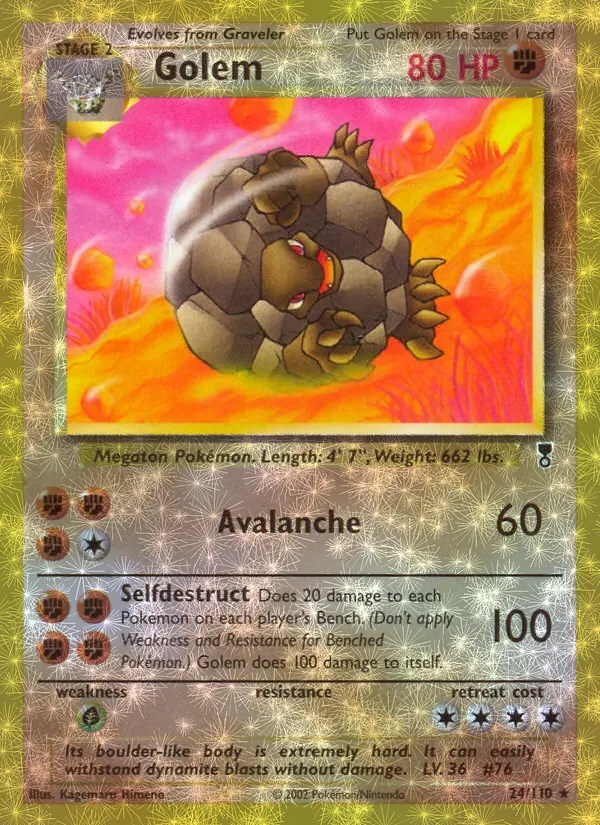 Evolves from Graveler Put Golem on the Stage 1 card
STAGE 2
Golem 80 HP
Megaton Pokémon. Length: 4' 7", Weight: 662 lbs.
Avalanche 60
Selfdestruct Does 20 damage to each
Pokemon on each player's Bench. (Don't apply
Weakness and Resistance for Benched
Pokémon.) Golem does 100 damage to itself.
100
weakness resistance retreat cost
Its boulder-like body is extremely hard. It can easily
withstand dynamite blasts without damage. LV. 36 #76
Illus. Kagemaru Himeno ©2002 Pokémon/Nintendo 24/110 ★